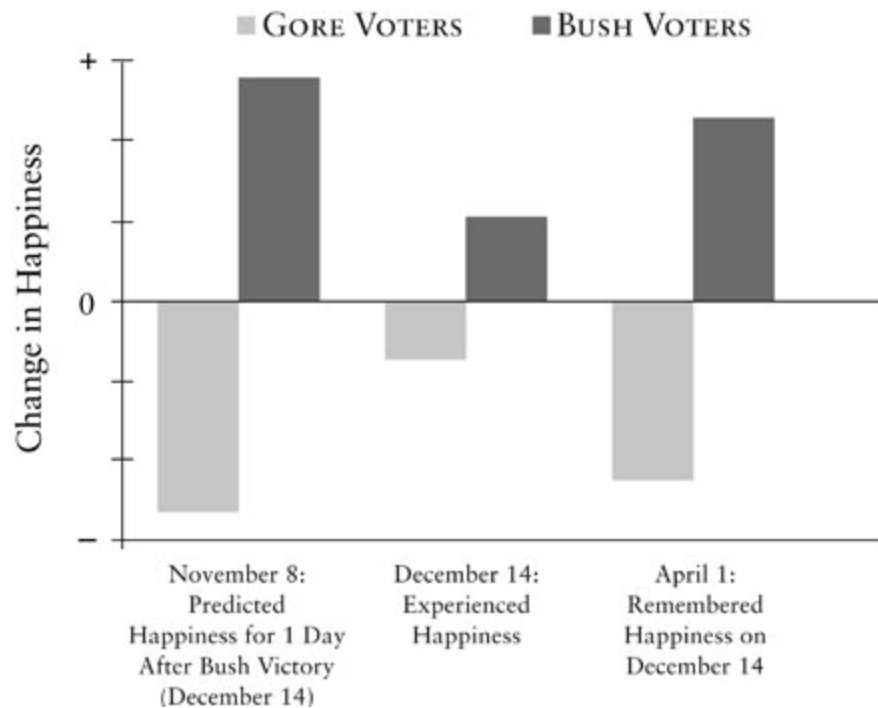 GORE VOTERS BUSH VOTERS
+
Change in Happiness
0
–
November 8:
Predicted
Happiness for 1 Day
After Bush Victory
(December 14)
December 14:
Experienced
Happiness
April 1:
Remembered
Happiness on
December 14